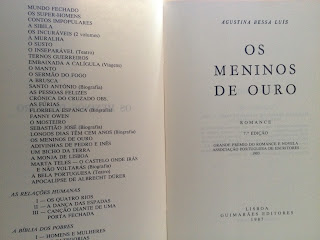 MUNDO FECHADO
OS SUPER-HOMENS
CONTOS IMPOPULARES
A SIBILA
OS INCURÁVEIS (2 volumes)
A MURALHA
O SUSTO
O INSEPARÁVEL (Teatro)
TERNOS GUERREIROS
EMBAIXADA A CALÍGULA (Viagens)
O MANTO
O SERMÃO DO FOGO
A BRUSCA
SANTO ANTÓNIO (Biografia)
AS PESSOAS FELIZES
CRÓNICA DO CRUZADO OSB.
AS FÚRIAS
FLORBELA ESPANCA (Biografia)
FANNY OWEN
O MOSTEIRO
SEBASTIÃO JOSÉ (Biografia)
LONGOS DIAS TÊM CEM ANOS (Biografia)
OS MENINOS DE OURO
ADIVINHAS DE PEDRO E INÊS
UM BICHO DA TERRA
A MONJA DE LISBOA
MARTA TELES — O CASTELO ONDE IRÁS
E NÃO VOLTARÁS (Biografia)
A BELA PORTUGUESA (Teatro)
APOCALIPSE DE ALBRECHT DÜRER
AS RELAÇÕES HUMANAS
I — OS QUATRO RIOS
II — A DANÇA DAS ESPADAS
III — CANÇÃO DIANTE DE UMA
PORTA FECHADA
A BÍBLIA DOS POBRES
I — HOMENS E MULHERES
AGUSTINA BESSA LUÍS
OS
MENINOS
DE OURO
ROMANCE
7.ª EDIÇÃO
GRANDE PRÉMIO DO ROMANCE E NOVELA
ASSOCIAÇÃO PORTUGUESA DE ESCRITORES
LISBOA
GUIMARÃES EDITORES
1987